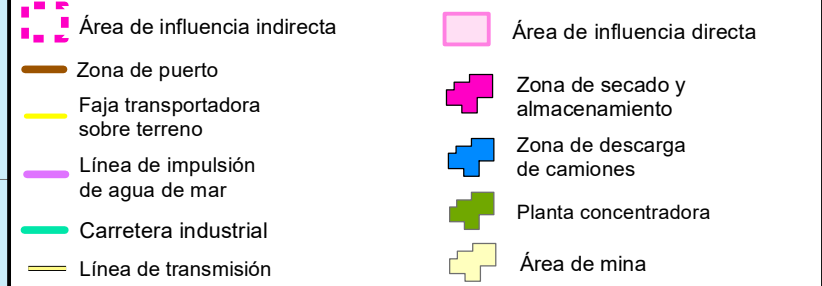 Área de influencia indirecta
Zona de puerto
Faja transportadora
sobre terreno
Línea de impulsión
de agua de mar
Carretera industrial
Línea de transmisión
Área de influencia directa
Zona de secado y
almacenamiento
Zona de descarga
de camiones
Planta concentradora
Área de mina